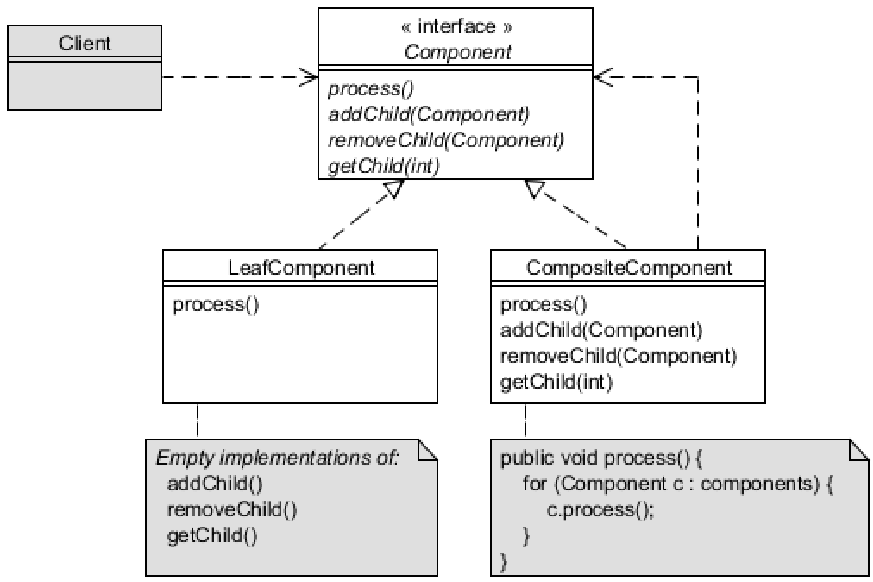 Client
« interface »
Component
process()
addChild(Component)
removeChild(Component)
getChild(int)
LeafComponent
process()
CompositeComponent
process()
addChild(Component)
removeChild(Component)
getChild(int)
Empty implementations of:
addChild()
removeChild()
getChild()
public void process() {
for (Component c : components) {
c.process();
}
}